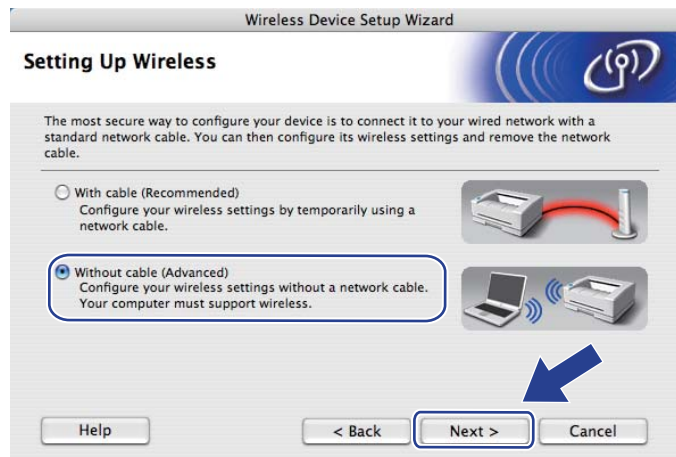 Wireless Device Setup Wizard
Setting Up Wireless
The most secure way to configure your device is to connect it to your wired network with a
standard network cable. You can then configure its wireless settings and remove the network
cable.
With cable (Recommended)
Configure your wireless settings by temporarily using a
network cable.
Without cable (Advanced)
Configure your wireless settings without a network cable.
Your computer must support wireless.
Help
< Back
Next >
Cancel